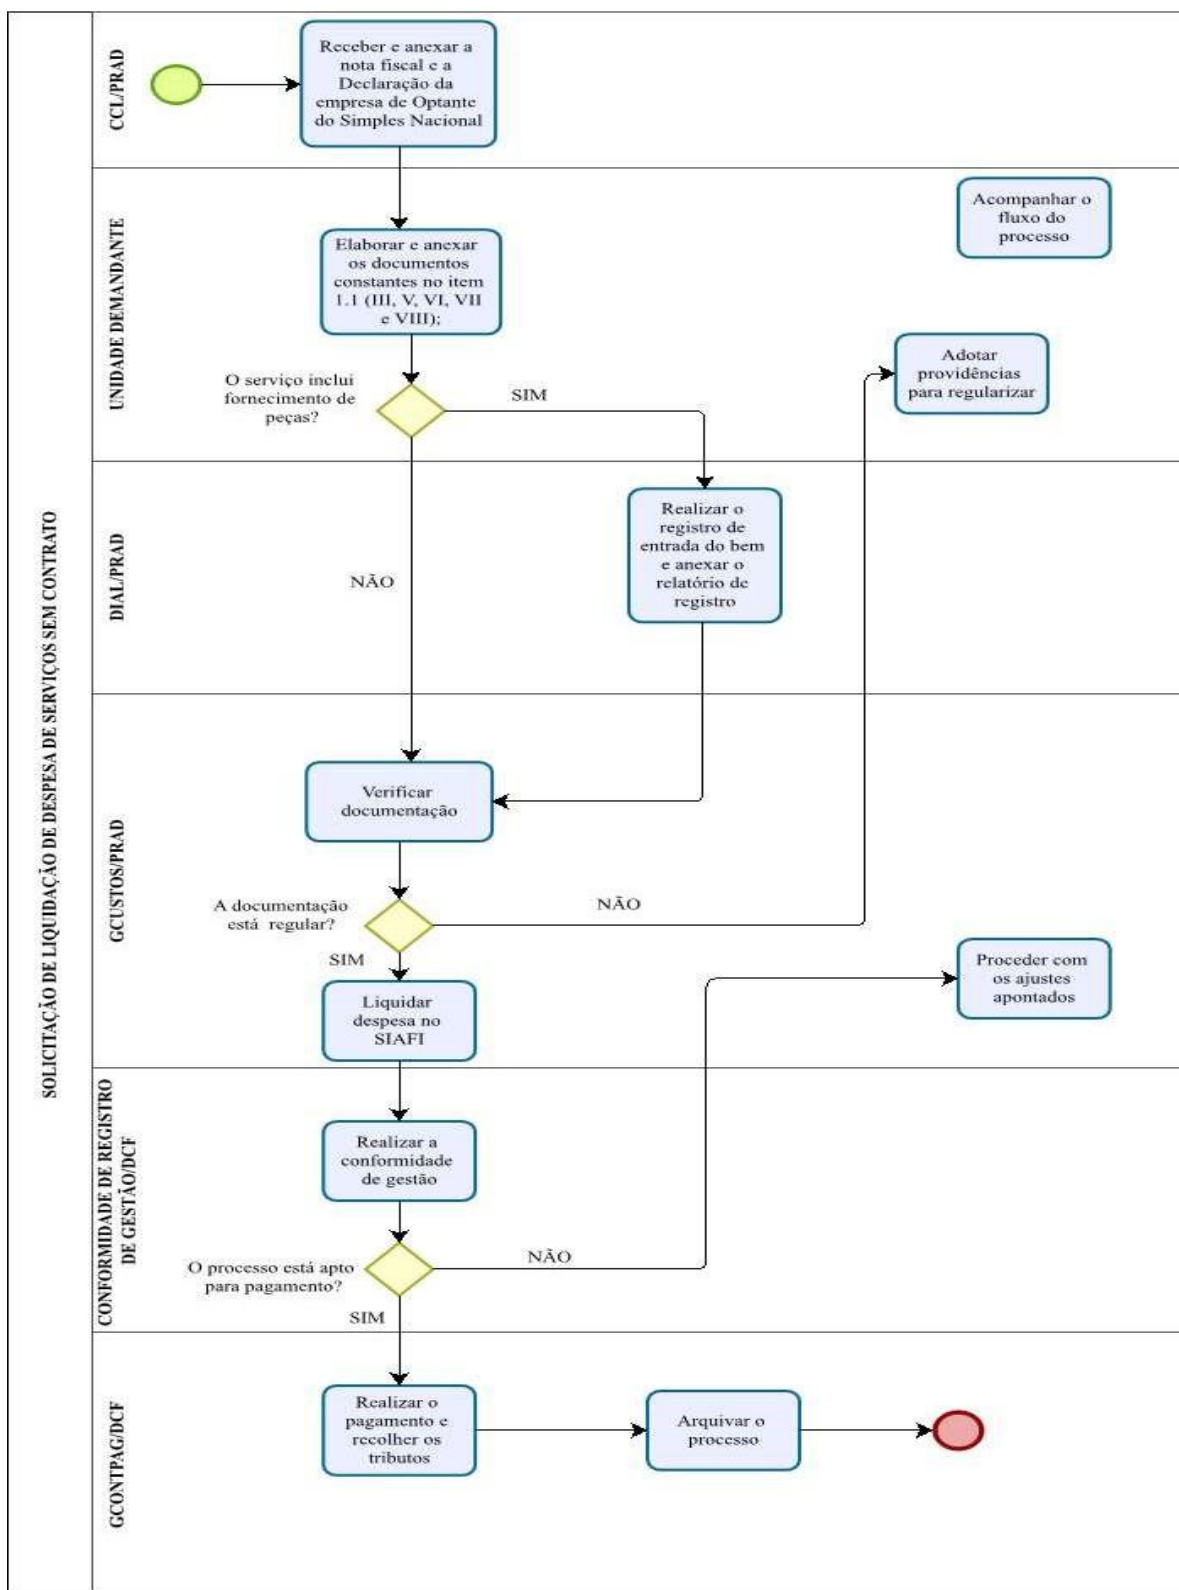 SOLICITAÇÃO DE LIQUIDAÇÃO DE DESPESA DE SERVIÇOS SEM CONTRATO
CCL/PRAD
Receber e anexar a
nota fiscal e a
Declaração da
empresa de Optante
do Simples Nacional
UNIDADE DEMANDANTE
Acompanhar o
fluxo do
processo
Elaborar e anexar
os documentos
constantes no item
1.1 (III, V, VI, VII
e VIII);
Adotar
providências
para regularizar
O serviço inclui
fornecimento de
peças?
SIM
DIAL/PRAD
Realizar o
registro de
entrada do bem
e anexar o
relatório de
registro
NÃO
GCUSTOS/PRAD
Verificar
documentação
A documentação
está regular?
NÃO
SIM
Proceder com
os ajustes
apontados
Liquidar
despesa no
SIAFI
CONFORMIDADE DE REGISTRO
DE GESTÃO/DCF
Realizar a
conformidade
de gestão
O processo está apto
para pagamento?
NÃO
SIM
GCONTPAG/DCF
Realizar o
pagamento e
recolher os
tributos
Arquivar o
processo